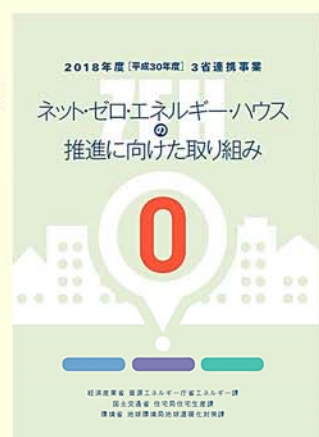 2018年度[平成30年度] 3省連携事業
ZEH
ネット・ゼロ・エネルギー・ハウス
の
推進に向けた取り組み
0
経済産業省 資源エネルギー庁省エネルギー課
国土交通省 住宅局住宅生産課
環境省 地球環境局地球温暖化対策課